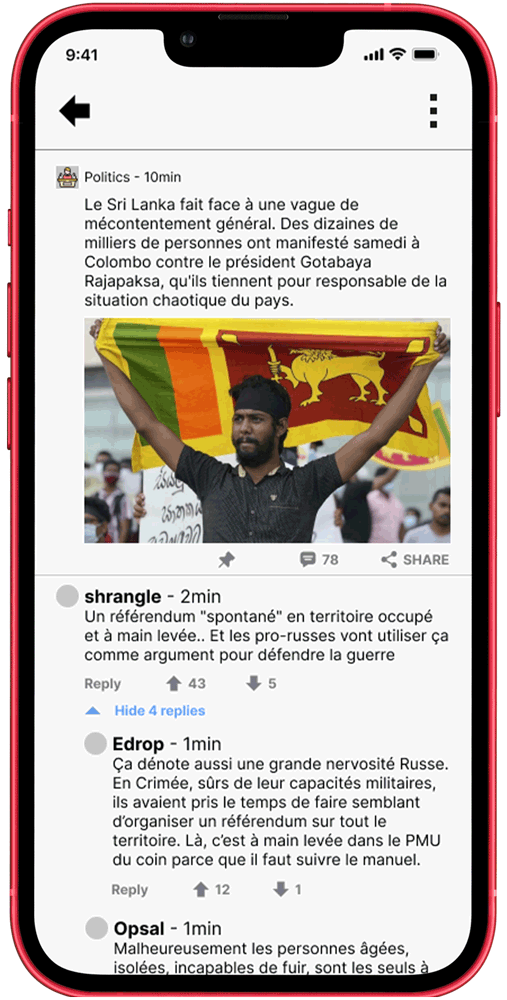 9:41
Politics - 10min
Le Sri Lanka fait face à une vague de
mécontentement général. Des dizaines de
milliers de personnes ont manifesté samedi à
Colombo contre le président Gotabaya
Rajapaksa, qu'ils tiennent pour responsable de la
situation chaotique du pays.
78
SHARE
shrangle - 2min
Un référendum "spontané" en territoire occupé
et à main levée.. Et les pro-russes vont utiliser ça
comme argument pour défendre la guerre
Reply 43 5
Hide 4 replies
Edrop - 1min
Ça dénote aussi une grande nervosité Russe.
En Crimée, sûrs de leur capacités militaires,
ils avaient pris le temps de faire semblant
d'organiser un référendum sur tout le
territoire. Là, c'est à main levée dans le PMU
du coin parce que il faut suivre le manuel.
Reply 12 1
Opsal - 1min
Malheureusement les personnes âgées,
isolées, incapables de fuir, sont les seuls à